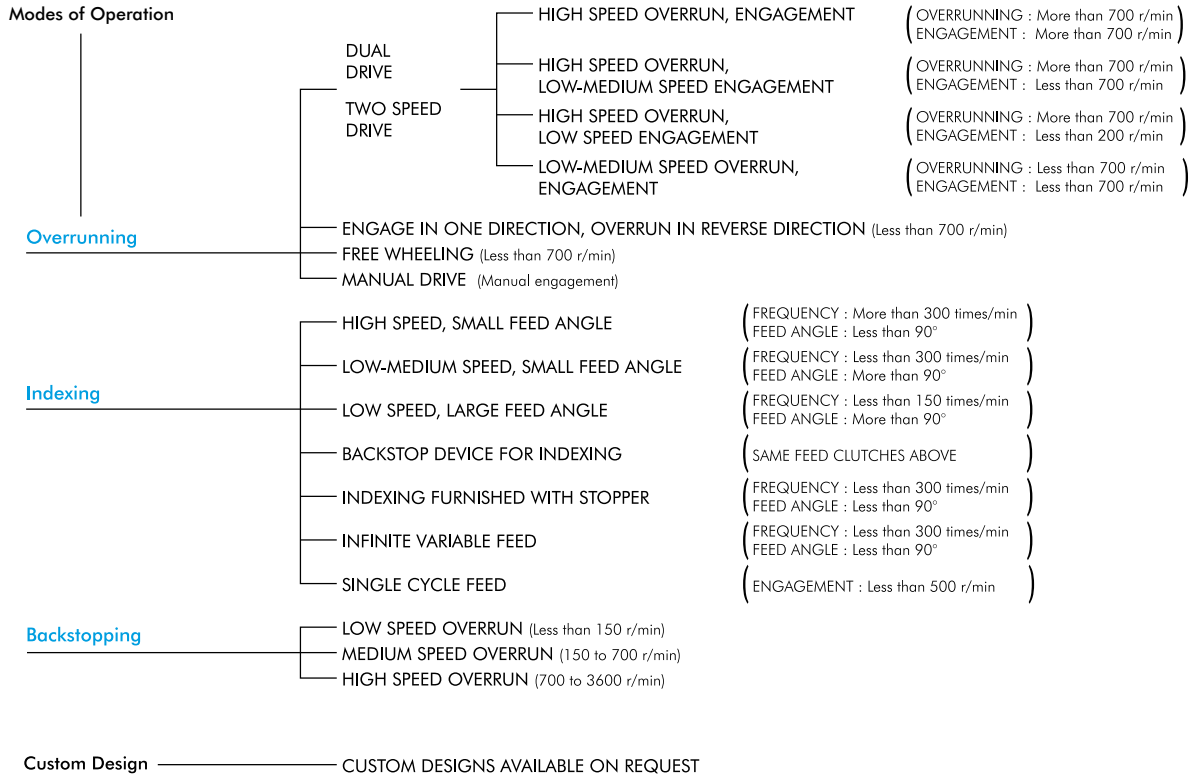 Modes of Operation
DUAL
DRIVE
TWO SPEED
DRIVE
HIGH SPEED OVERRUN, ENGAGEMENT
(OVERRUNNING : More than 700 r/min
ENGAGEMENT : More than 700 r/min)
HIGH SPEED OVERRUN,
LOW-MEDIUM SPEED ENGAGEMENT
(OVERRUNNING : More than 700 r/min
ENGAGEMENT : Less than 700 r/min)
HIGH SPEED OVERRUN,
LOW SPEED ENGAGEMENT
(OVERRUNNING : More than 700 r/min
ENGAGEMENT : Less than 200 r/min)
LOW-MEDIUM SPEED OVERRUN,
ENGAGEMENT
(OVERRUNNING : Less than 700 r/min
ENGAGEMENT : Less than 700 r/min)
Overrunning
ENGAGE IN ONE DIRECTION, OVERRUN IN REVERSE DIRECTION (Less than 700 r/min)
FREE WHEELING (Less than 700 r/min)
MANUAL DRIVE (Manual engagement)
Indexing
HIGH SPEED, SMALL FEED ANGLE
(FREQUENCY : More than 300 times/min
FEED ANGLE : Less than 90°)
LOW-MEDIUM SPEED, SMALL FEED ANGLE
(FREQUENCY : Less than 300 times/min
FEED ANGLE : More than 90°)
LOW SPEED, LARGE FEED ANGLE
(FREQUENCY : Less than 150 times/min
FEED ANGLE : More than 90°)
BACKSTOP DEVICE FOR INDEXING
(SAME FEED CLUTCHES ABOVE)
INDEXING FURNISHED WITH STOPPER
(FREQUENCY : Less than 300 times/min
FEED ANGLE : Less than 90°)
INFINITE VARIABLE FEED
(FREQUENCY : Less than 300 times/min
FEED ANGLE : Less than 90°)
SINGLE CYCLE FEED
(ENGAGEMENT : Less than 500 r/min)
Backstopping
LOW SPEED OVERRUN (Less than 150 r/min)
MEDIUM SPEED OVERRUN (150 to 700 r/min)
HIGH SPEED OVERRUN (700 to 3600 r/min)
Custom Design
CUSTOM DESIGNS AVAILABLE ON REQUEST